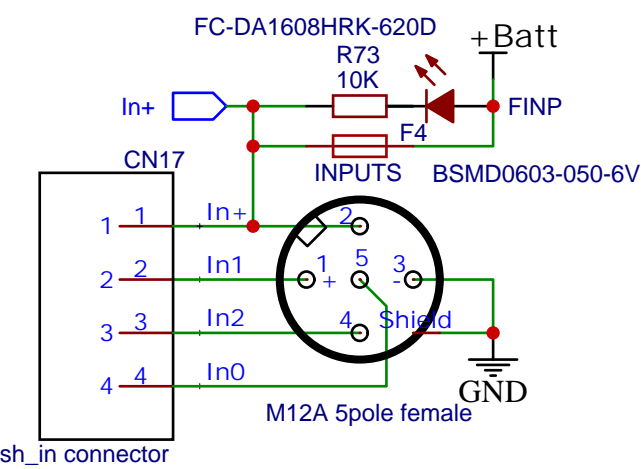 FC-DA1608HRK-620D
+Batt
R73
10K
In+
FINP
F4
INPUTS
BSMD0603-050-6V
CN17
1 1 In+ 2
2 2 In1 1 + 5 3 -
3 3 In2 4 Shield
4 4 In0
GND
M12A 5pole female
sh_in connector